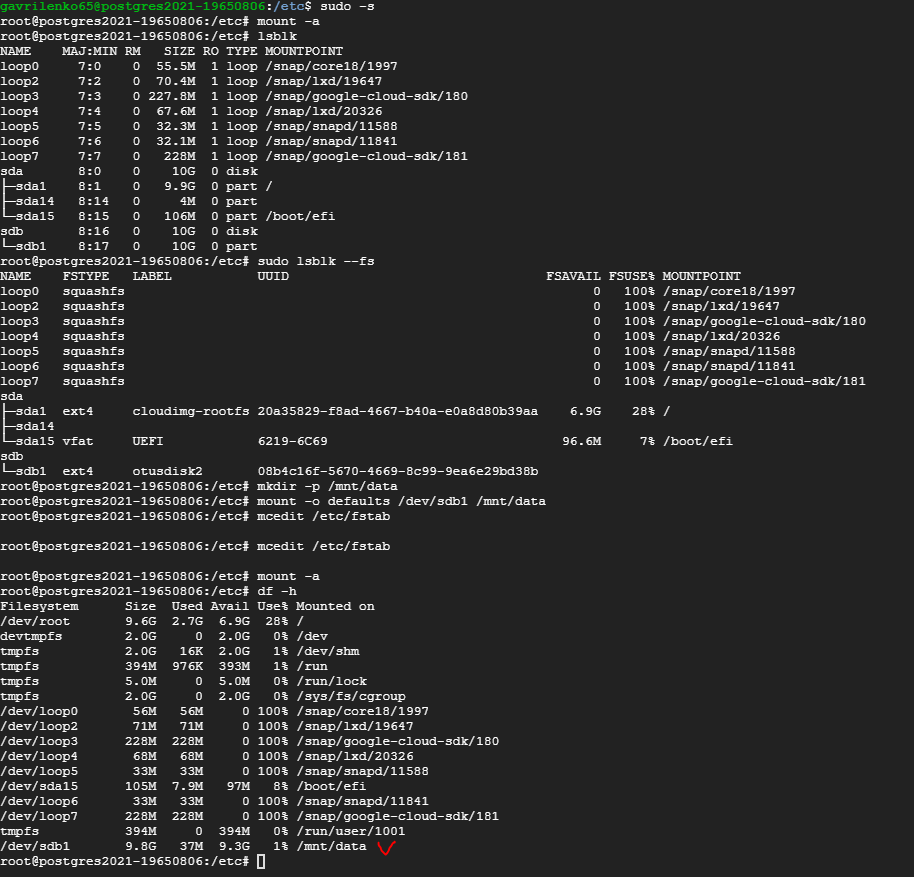 gavrilenko65@postgres2021-19650806:/etc$ sudo -s
root@postgres2021-19650806:/etc# mount -a
root@postgres2021-19650806:/etc# lsblk
NAME    MAJ:MIN RM   SIZE RO TYPE MOUNTPOINT
loop0     7:0    0  55.5M  1 loop /snap/core18/1997
loop2     7:2    0  70.4M  1 loop /snap/lxd/19647
loop3     7:3    0 227.8M  1 loop /snap/google-cloud-sdk/180
loop4     7:4    0  67.6M  1 loop /snap/lxd/20326
loop5     7:5    0  32.3M  1 loop /snap/snapd/11588
loop6     7:6    0  32.1M  1 loop /snap/snapd/11841
loop7     7:7    0   228M  1 loop /snap/google-cloud-sdk/181
sda       8:0    0    10G  0 disk
├─sda1    8:1    0   9.9G  0 part /
├─sda14   8:14   0     4M  0 part
└─sda15   8:15   0   106M  0 part /boot/efi
sdb       8:16   0    10G  0 disk
└─sdb1    8:17   0    10G  0 part
root@postgres2021-19650806:/etc# sudo lsblk --fs
NAME    FSTYPE   LABEL           UUID                                 FSAVAIL FSUSE% MOUNTPOINT
loop0   squashfs                                                            0   100% /snap/core18/1997
loop2   squashfs                                                            0   100% /snap/lxd/19647
loop3   squashfs                                                            0   100% /snap/google-cloud-sdk/180
loop4   squashfs                                                            0   100% /snap/lxd/20326
loop5   squashfs                                                            0   100% /snap/snapd/11588
loop6   squashfs                                                            0   100% /snap/snapd/11841
loop7   squashfs                                                            0   100% /snap/google-cloud-sdk/181
sda
├─sda1  ext4     cloudimg-rootfs 20a35829-f8ad-4667-b40a-e0a8d80b39aa    6.9G    28% /
├─sda14
└─sda15 vfat     UEFI            6219-6C69                              96.6M     7% /boot/efi
sdb
└─sdb1  ext4     otusdisk2       08b4c16f-5670-4669-8c99-9ea6e29bd38b
root@postgres2021-19650806:/etc# mkdir -p /mnt/data
root@postgres2021-19650806:/etc# mount -o defaults /dev/sdb1 /mnt/data
root@postgres2021-19650806:/etc# mcedit /etc/fstab
root@postgres2021-19650806:/etc# mcedit /etc/fstab
root@postgres2021-19650806:/etc# mount -a
root@postgres2021-19650806:/etc# df -h
Filesystem      Size  Used Avail Use% Mounted on
/dev/root       9.6G  2.7G  6.9G  28% /
devtmpfs        2.0G     0  2.0G   0% /dev
tmpfs           2.0G   16K  2.0G   1% /dev/shm
tmpfs           394M  976K  393M   1% /run
tmpfs           5.0M     0  5.0M   0% /run/lock
tmpfs           2.0G     0  2.0G   0% /sys/fs/cgroup
/dev/loop0       56M   56M     0 100% /snap/core18/1997
/dev/loop2       71M   71M     0 100% /snap/lxd/19647
/dev/loop3      228M  228M     0 100% /snap/google-cloud-sdk/180
/dev/loop4       68M   68M     0 100% /snap/lxd/20326
/dev/loop5       33M   33M     0 100% /snap/snapd/11588
/dev/sda15      105M  7.9M   97M   8% /boot/efi
/dev/loop6       33M   33M     0 100% /snap/snapd/11841
/dev/loop7      228M  228M     0 100% /snap/google-cloud-sdk/181
tmpfs           394M     0  394M   0% /run/user/1001
/dev/sdb1       9.8G   37M  9.3G   1% /mnt/data
root@postgres2021-19650806:/etc#